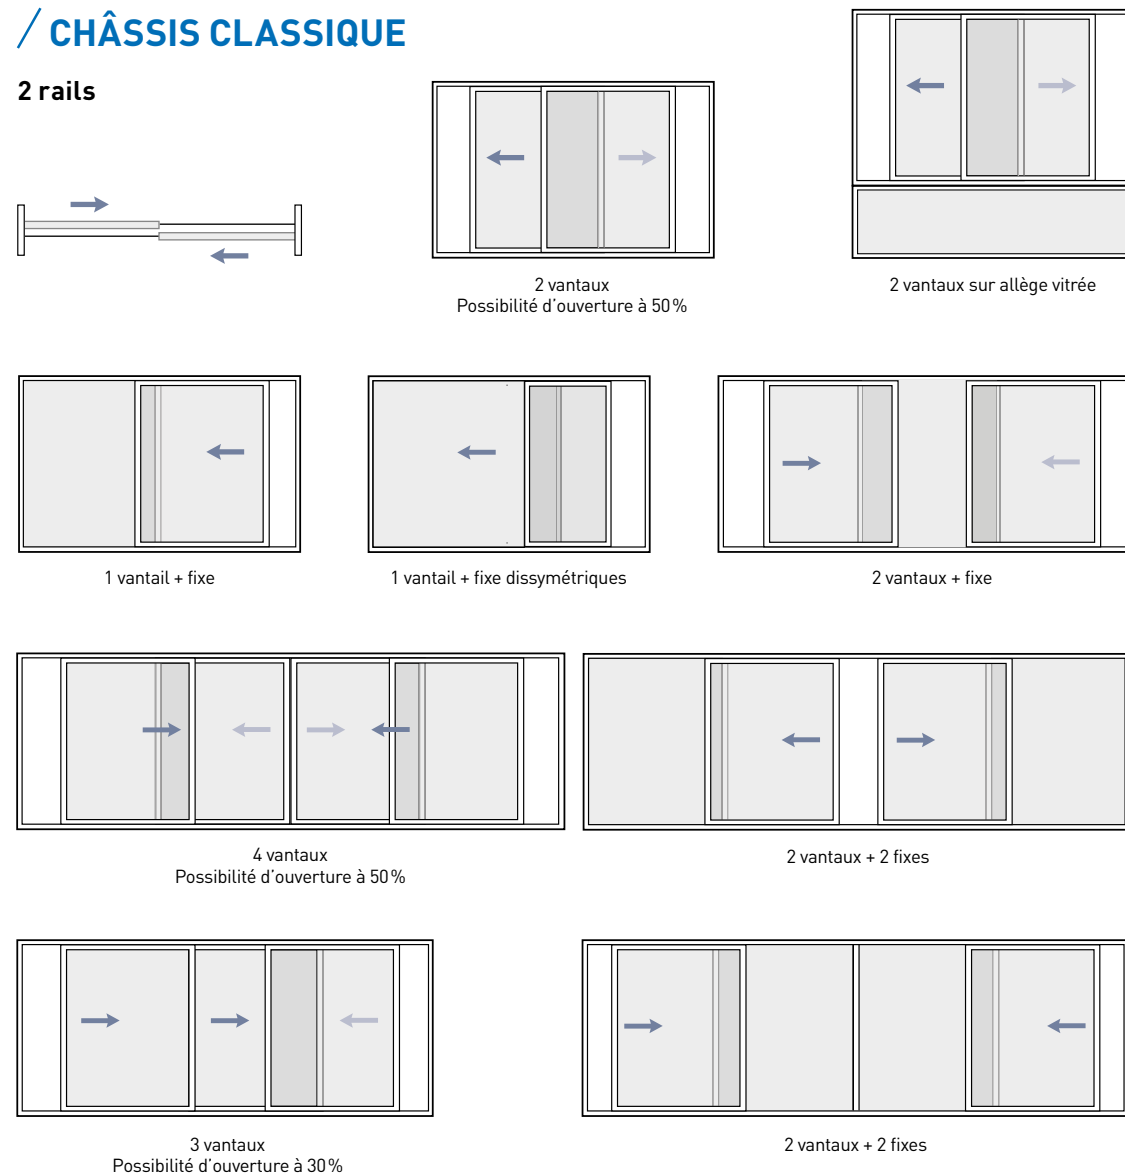 / CHÂSSIS CLASSIQUE
2 rails
2 vantaux
Possibilité d'ouverture à 50%
2 vantaux sur allège vitrée
1 vantail + fixe
1 vantail + fixe dissymétriques
2 vantaux + fixe
4 vantaux
Possibilité d'ouverture à 50%
2 vantaux + 2 fixes
3 vantaux
Possibilité d'ouverture à 30%
2 vantaux + 2 fixes